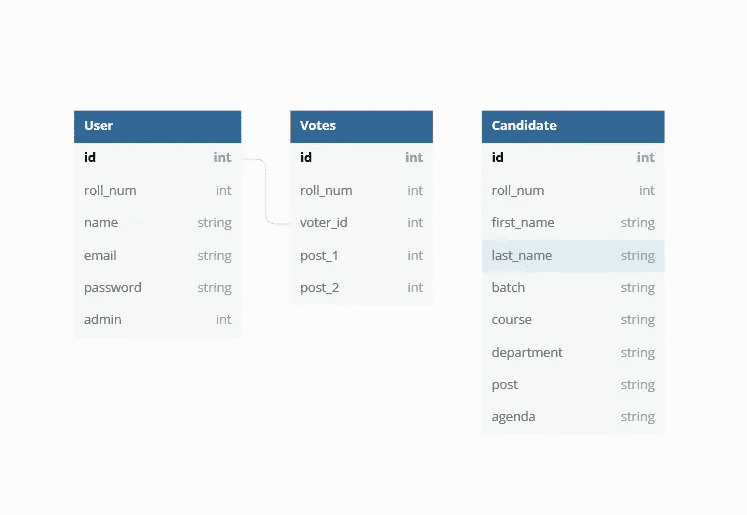 User
id int
roll_num int
name string
email string
password string
admin int
Votes
id int
roll_num int
voter_id int
post_1 int
post_2 int
Candidate
id int
roll_num int
first_name string
last_name string
batch string
course string
department string
post string
agenda string